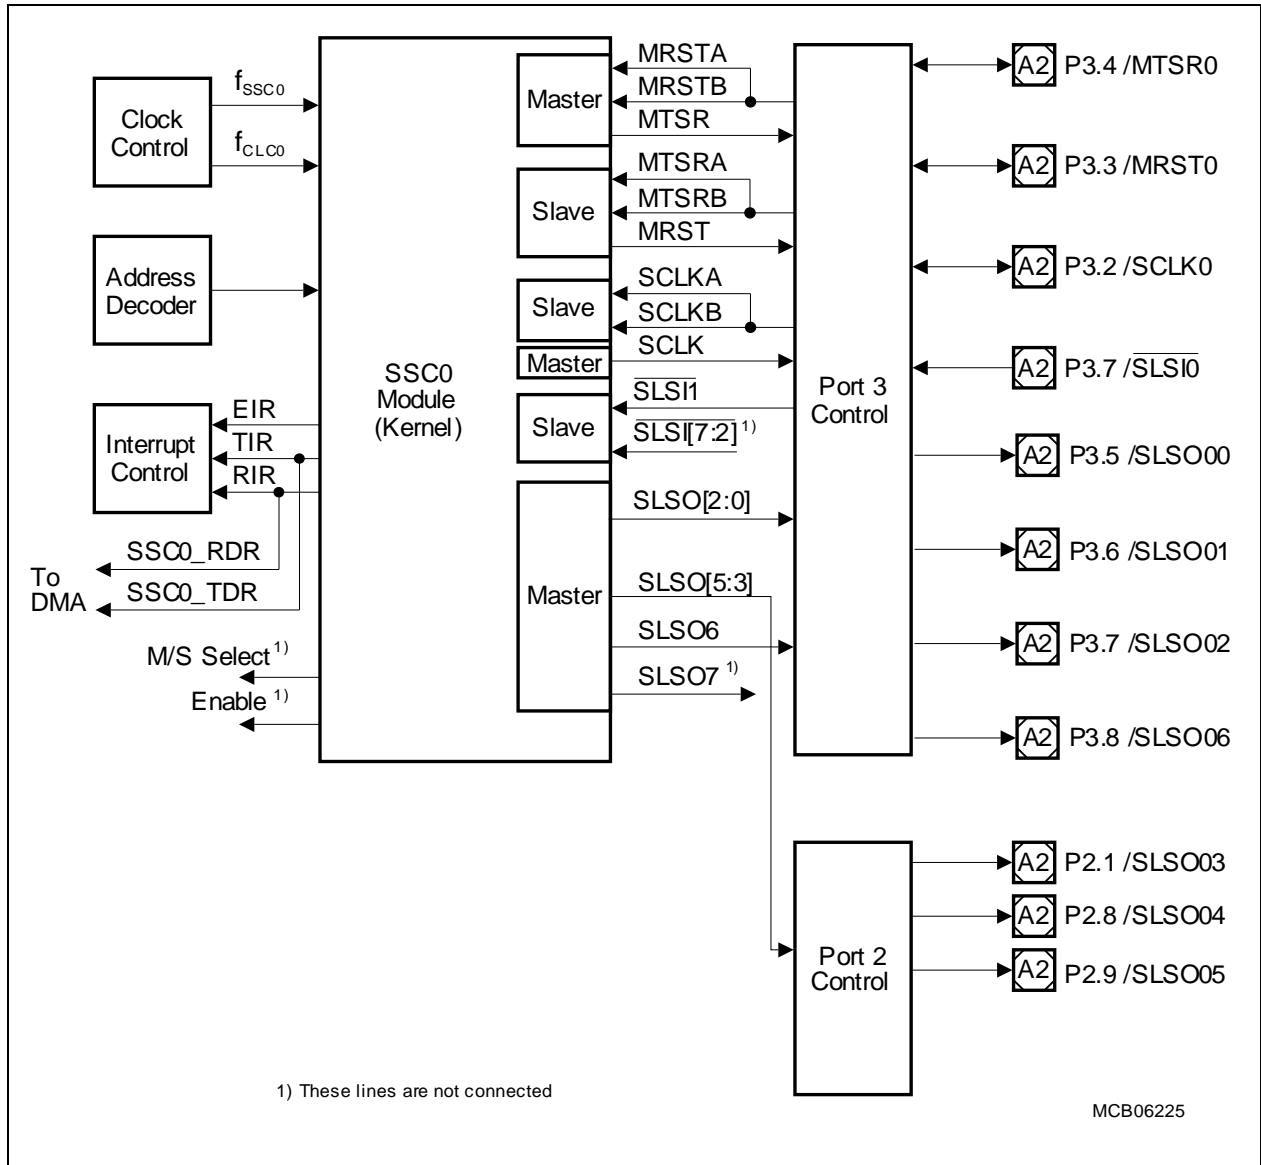 Clock
Control
fSSC0
fCLC0
Address
Decoder
Interrupt
Control
EIR
TIR
RIR
SSC0_RDR
SSC0_TDR
To
DMA
M/S Select 1)
Enable 1)
SSC0
Module
(Kernel)
Master
Slave
Slave
Master
Slave
Master
MRSTA
MRSTB
MTSR
MTSRA
MTSRB
MRST
SCLKA
SCLKB
SCLK
SLSI1
SLSI[7:2] 1)
SLSO[2:0]
SLSO[5:3]
SLSO6
SLSO7 1)
Port 3
Control
Port 2
Control
A2 P3.4 /MTSR0
A2 P3.3 /MRST0
A2 P3.2 /SCLK0
A2 P3.7 /SLSI0
A2 P3.5 /SLSO00
A2 P3.6 /SLSO01
A2 P3.7 /SLSO02
A2 P3.8 /SLSO06
A2 P2.1 /SLSO03
A2 P2.8 /SLSO04
A2 P2.9 /SLSO05
1) These lines are not connected
MCB06225